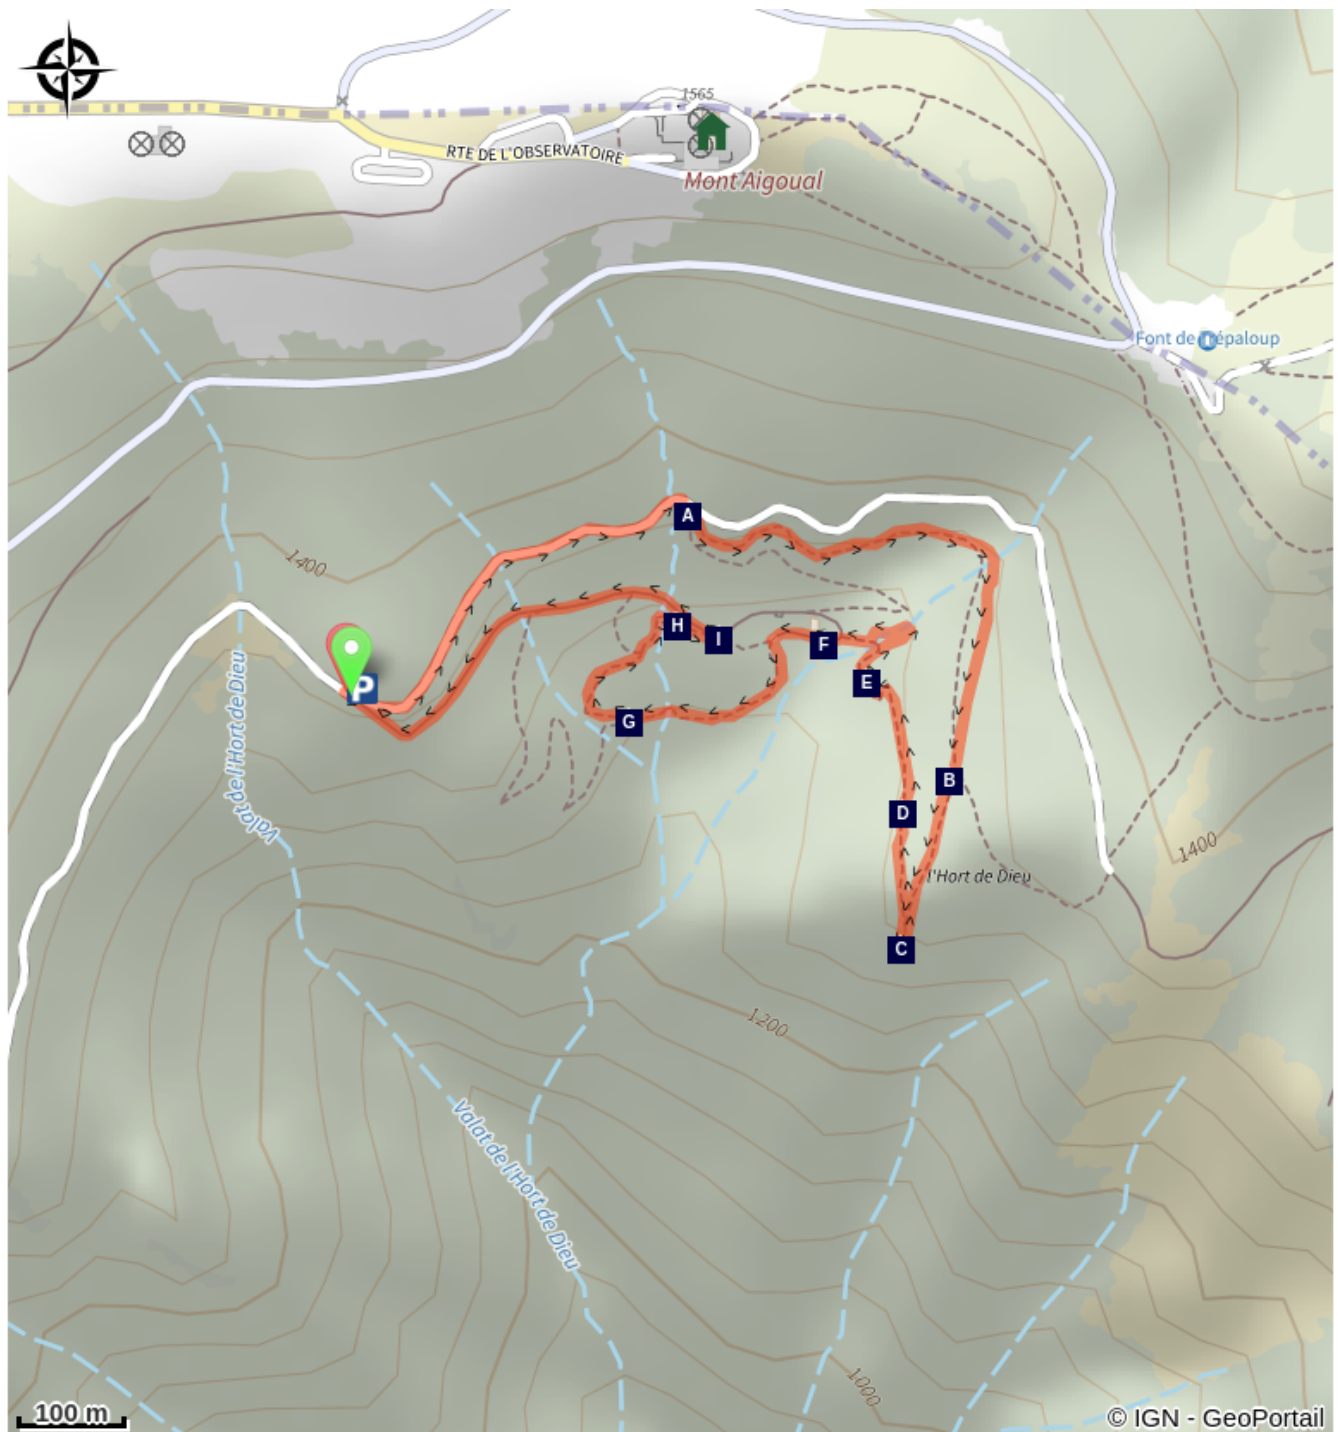 1565
RTE DE L'OBSERVATOIRE
Mont Aigoual
Font de Trépaloup
A
1400
H
I
F
P
E
G
Valat de l'Hort de Dieu
B
D
1400
l'Hort de Dieu
C
1200
Valat de l'Hort de Dieu
1000
100 m
© IGN - GeoPortail